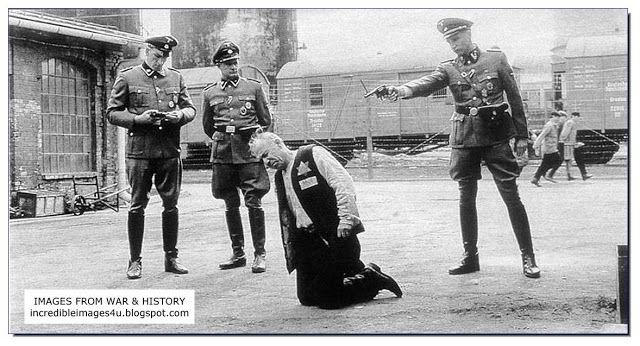 IMAGES FROM WAR & HISTORY
incredibleimages4u.blogspot.com